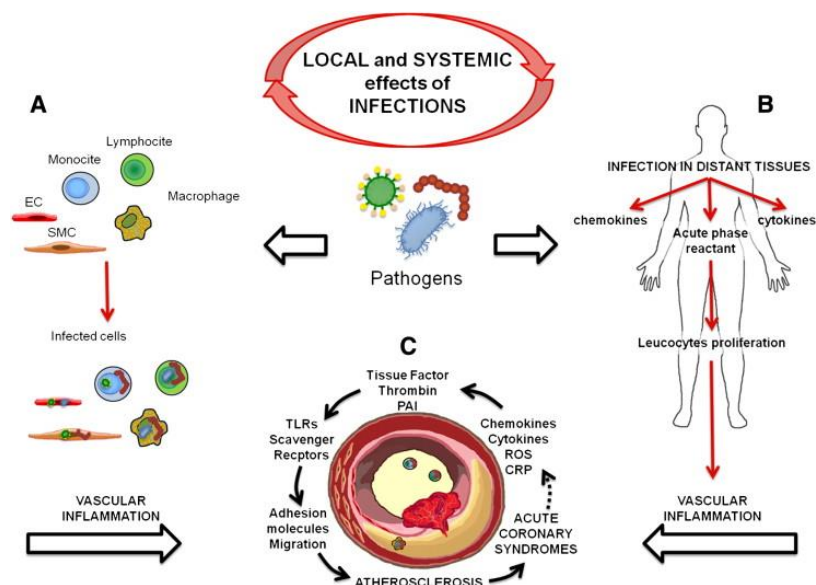 LOCAL and SYSTEMIC
effects of
INFECTIONS
A
Lymphocite
Monocite
Macrophage
EC
SMC
Infected cells
VASCULAR
INFLAMMATION
Pathogens
B
INFECTION IN DISTANT TISSUES
chemokines
cytokines
Acute phase
reactant
Leucocytes proliferation
VASCULAR
INFLAMMATION
C
Tissue Factor
Thrombin
PAI
TLRs
Scavenger
Recptors
Adhesion
molecules
Migration
ATHEROSCLEROSIS
ACUTE
CORONARY
SYNDROMES
Chemokines
Cytokines
ROS
CRP